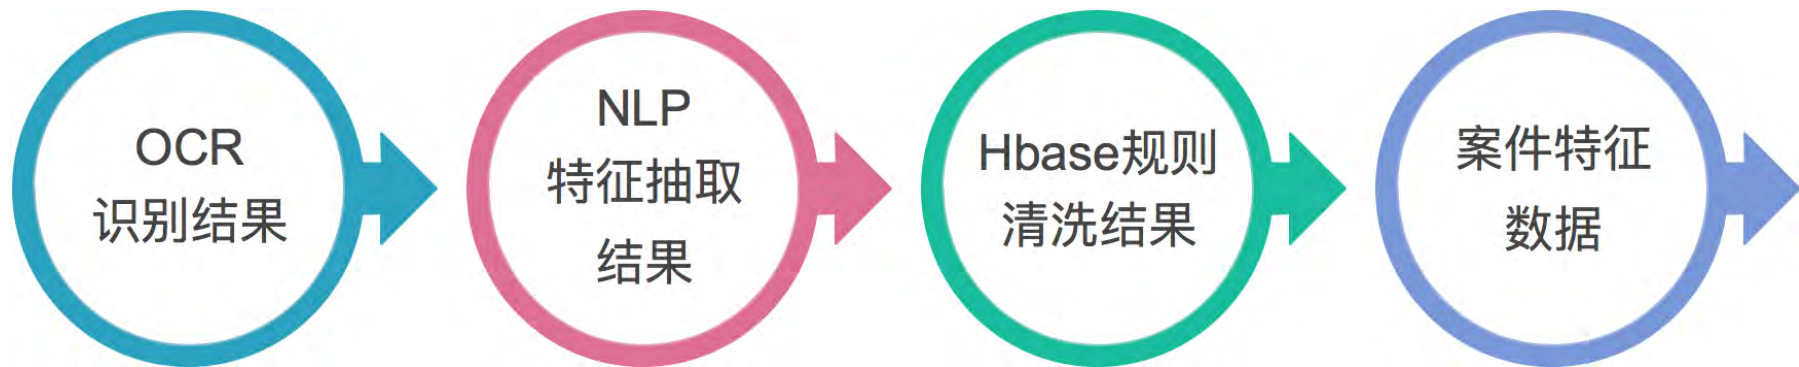 OCR
识别结果
NLP
特征抽取
结果
Hbase规则
清洗结果
案件特征
数据